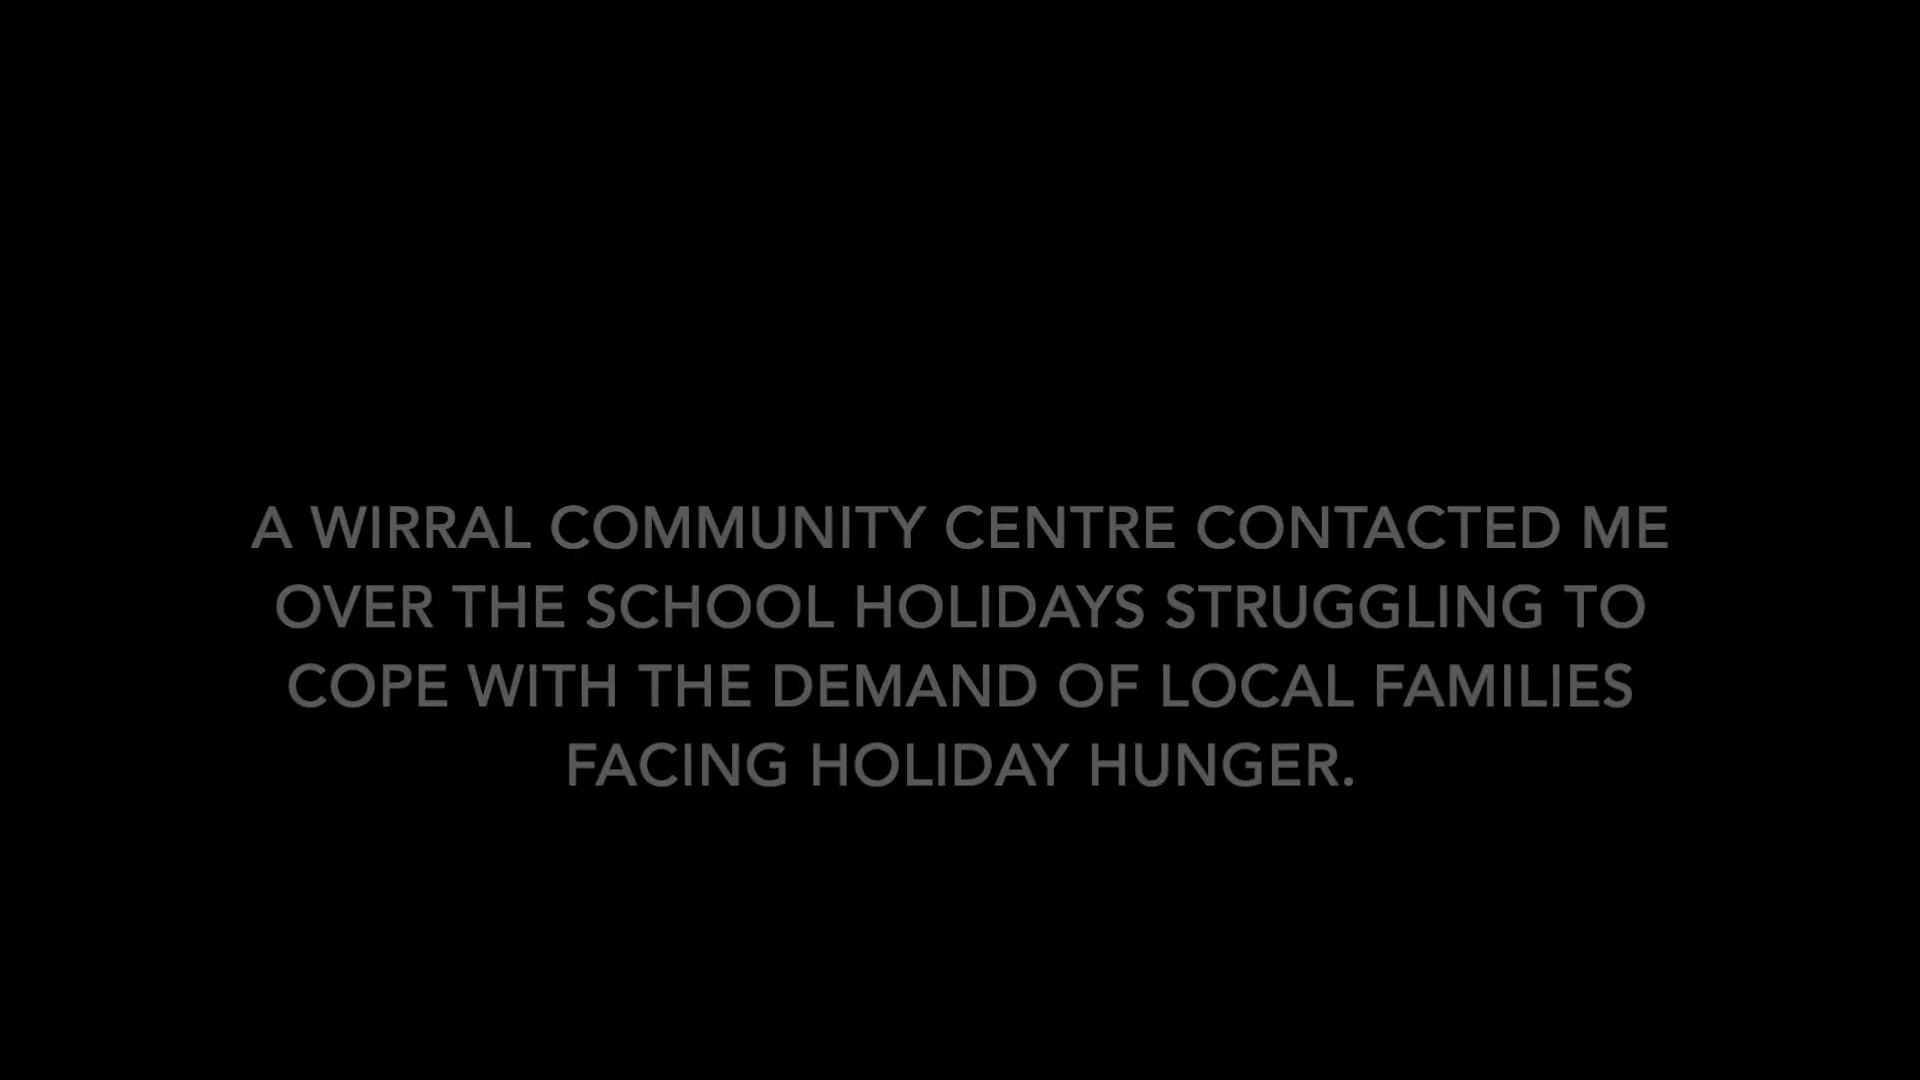 A WIRRAL COMMUNITY CENTRE CONTACTED ME
OVER THE SCHOOL HOLIDAYS STRUGGLING TO
COPE WITH THE DEMAND OF LOCAL FAMILIES
FACING HOLIDAY HUNGER.